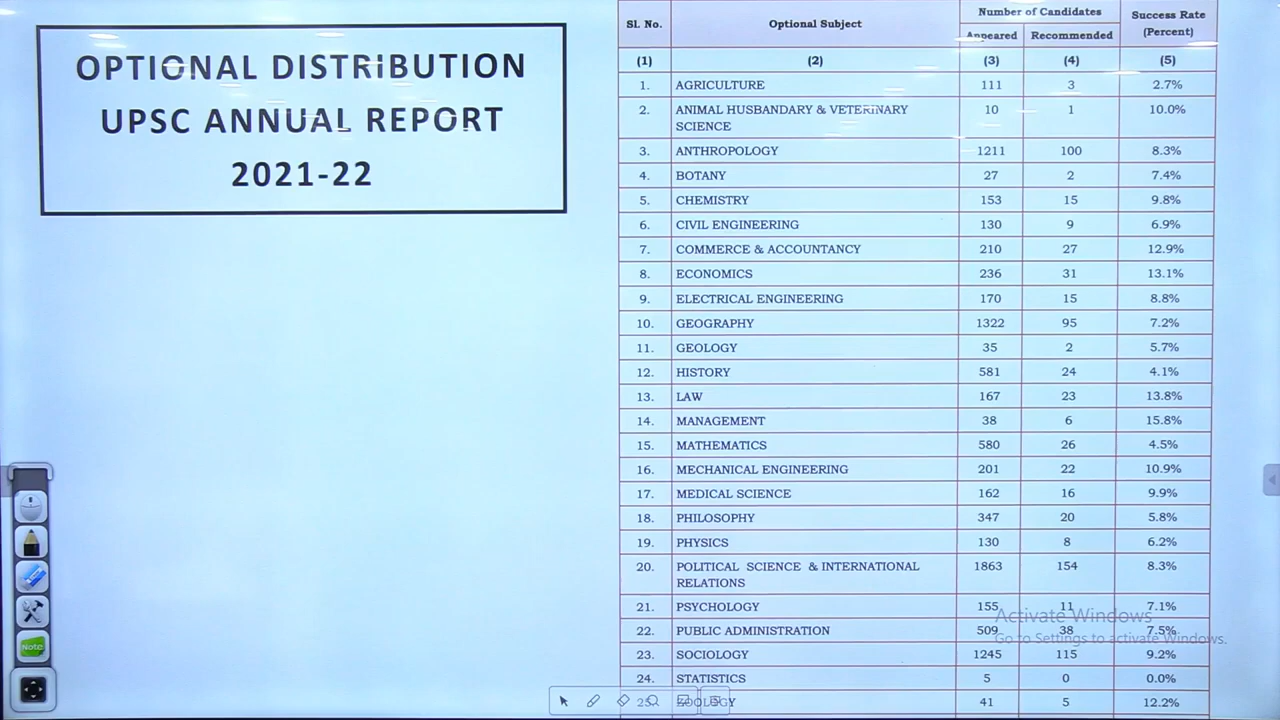 OPTIONAL DISTRIBUTION
UPSC ANNUAL REPORT
2021-22
Sl. No. Optional Subject Number of Candidates Success Rate (Percent)
Appeared Recommended
(1) (2) (3) (4) (5)
1. AGRICULTURE 111 3 2.7%
2. ANIMAL HUSBANDARY & VETERINARY 10 1 10.0%
SCIENCE
3. ANTHROPOLOGY 1211 100 8.3%
4. BOTANY 27 2 7.4%
5. CHEMISTRY 153 15 9.8%
6. CIVIL ENGINEERING 130 9 6.9%
7. COMMERCE & ACCOUNTANCY 210 27 12.9%
8. ECONOMICS 236 31 13.1%
9. ELECTRICAL ENGINEERING 170 15 8.8%
10. GEOGRAPHY 1322 95 7.2%
11. GEOLOGY 35 2 5.7%
12. HISTORY 581 24 4.1%
13. LAW 167 23 13.8%
14. MANAGEMENT 38 6 15.8%
15. MATHEMATICS 580 26 4.5%
16. MECHANICAL ENGINEERING 201 22 10.9%
17. MEDICAL SCIENCE 162 16 9.9%
18. PHILOSOPHY 347 20 5.8%
19. PHYSICS 130 8 6.2%
20. POLITICAL SCIENCE & INTERNATIONAL 1863 154 8.3%
RELATIONS
21. PSYCHOLOGY 155 11 7.1%
22. PUBLIC ADMINISTRATION 509 38 7.5%
23. SOCIOLOGY 1245 115 9.2%
24. STATISTICS 5 0 0.0%
25. ZOOLOGY 41 5 12.2%
Activate Windows
Go to Settings to activate Windows.
Note